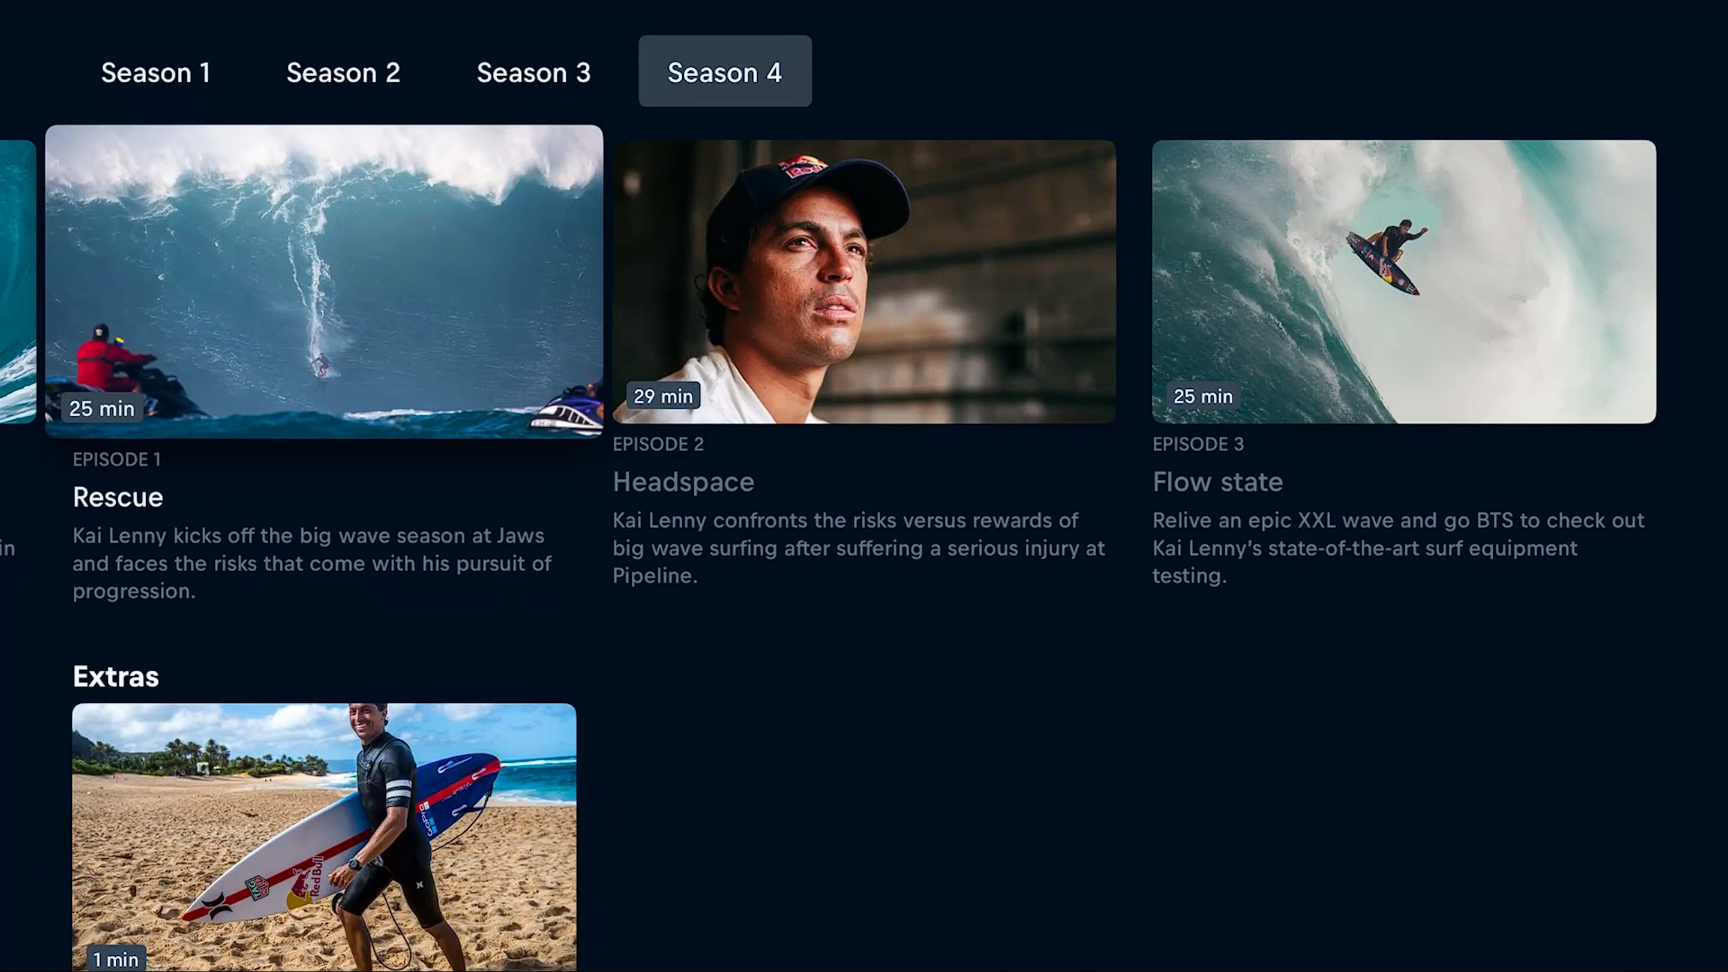 Season 1
Season 2
Season 3
Season 4
25 min
29 min
25 min
EPISODE 1
Rescue
Kai Lenny kicks off the big wave season at Jaws
and faces the risks that come with his pursuit of
progression.
EPISODE 2
Headspace
Kai Lenny confronts the risks versus rewards of
big wave surfing after suffering a serious injury at
Pipeline.
EPISODE 3
Flow state
Relive an epic XXL wave and go BTS to check out
Kai Lenny's state-of-the-art surf equipment
testing.
in
Extras
GoPro
TAG
RedBull
1 min